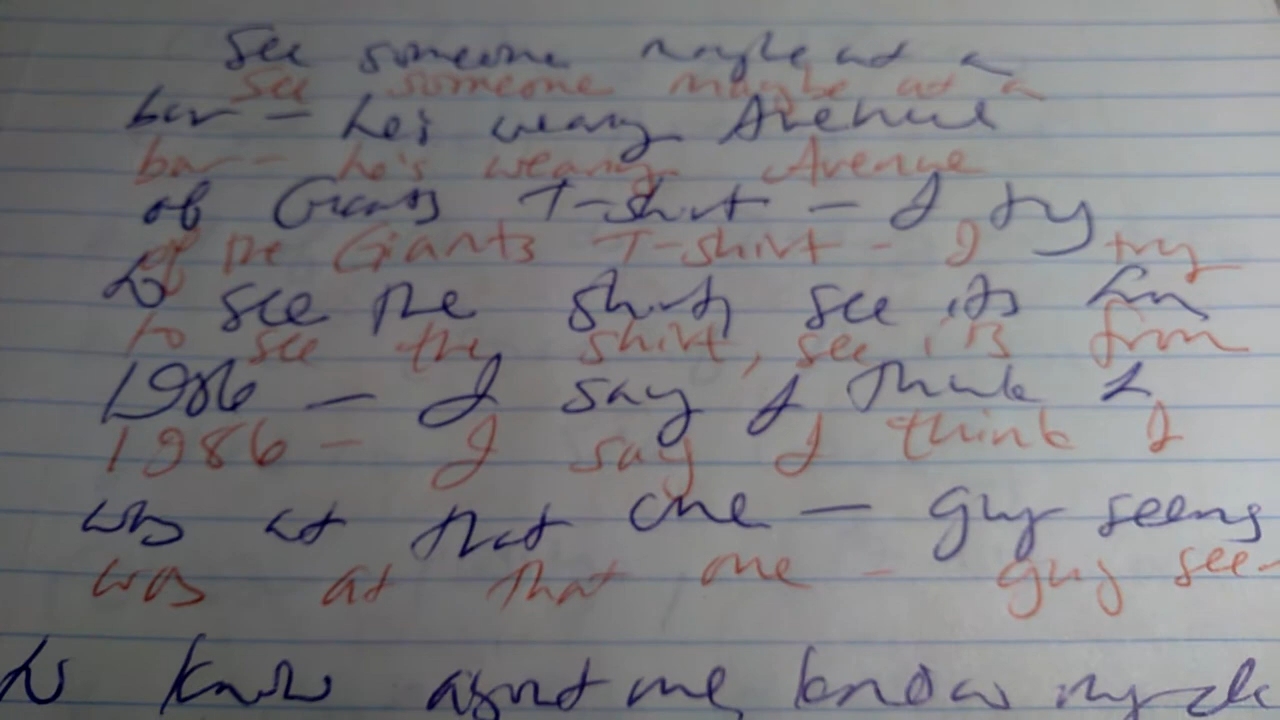 See someone maybe at a
See someone maybe at a
bar – he's wearing Avenue
bar – he's wearing Avenue
of Giants T-shirt – I try
of the Giants T-shirt – I try
to see the shirt, see its from
to see the shirt, see its from
1986 – I say I think I
1986 – I say I think I
was at that one – guy seems
was at that one – guy see-
to know about me know